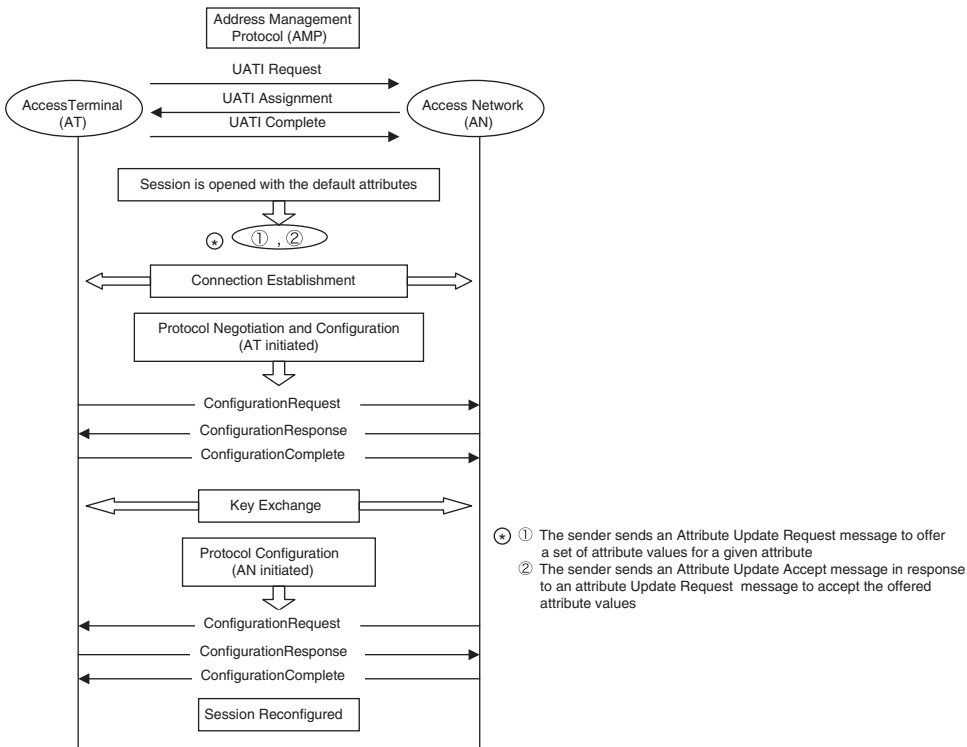 Address Management
Protocol (AMP)
UATI Request
UATI Assignment
UATI Complete
AccessTerminal
(AT)
Access Network
(AN)
Session is opened with the default attributes
* ① , ②
Connection Establishment
Protocol Negotiation and Configuration
(AT initiated)
ConfigurationRequest
ConfigurationResponse
ConfigurationComplete
Key Exchange
Protocol Configuration
(AN initiated)
ConfigurationRequest
ConfigurationResponse
ConfigurationComplete
Session Reconfigured
* ① The sender sends an Attribute Update Request message to offer
a set of attribute values for a given attribute
② The sender sends an Attribute Update Accept message in response
to an attribute Update Request message to accept the offered
attribute values